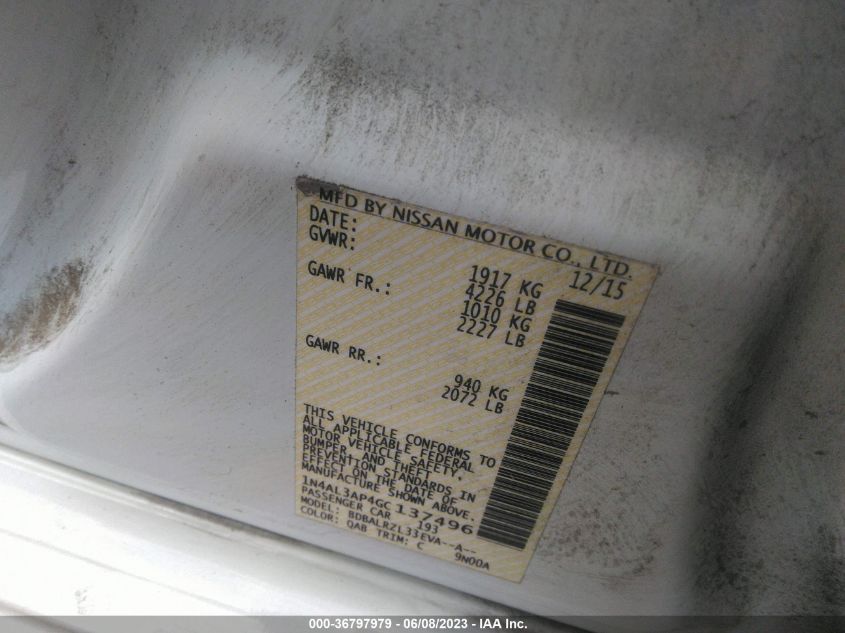 MFD BY NISSAN MOTOR CO., LTD.
DATE: 12/15
GVWR: 1917 KG
4226 LB
GAWR FR.: 1010 KG
2227 LB
GAWR RR.: 940 KG
2072 LB
THIS VEHICLE CONFORMS TO
ALL APPLICABLE FEDERAL
MOTOR VEHICLE SAFETY,
BUMPER, AND THEFT
PREVENTION STANDARDS IN
EFFECT ON THE DATE OF
MANUFACTURE SHOWN ABOVE.
1N4AL3AP4GC137496
PASSENGER CAR 193
MODEL: BDBALRZL33EVA--A--
COLOR: QAB TRIM: C 9N00A
000-36797979 - 06/08/2023 - IAA Inc.